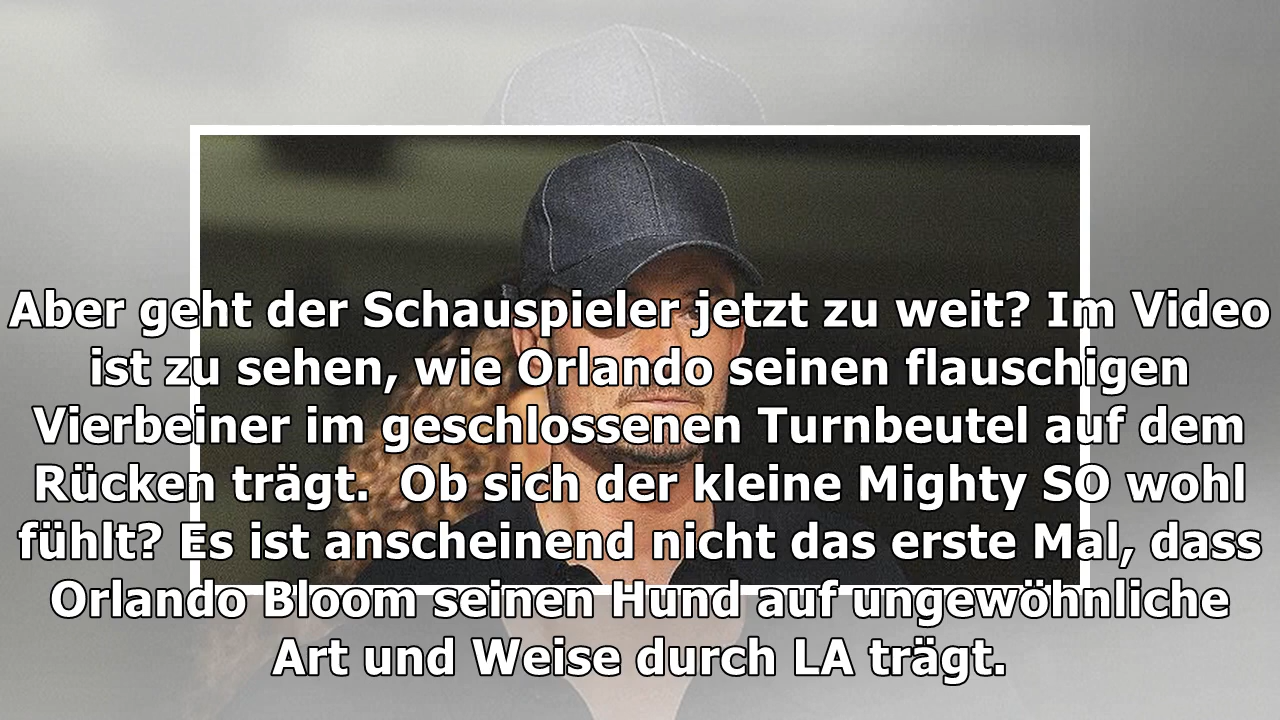 Aber geht der Schauspieler jetzt zu weit? Im Video
ist zu sehen, wie Orlando seinen flauschigen
Vierbeiner im geschlossenen Turnbeutel auf dem
Rücken trägt.  Ob sich der kleine Mighty SO wohl
fühlt? Es ist anscheinend nicht das erste Mal, dass
Orlando Bloom seinen Hund auf ungewöhnliche
Art und Weise durch LA trägt.